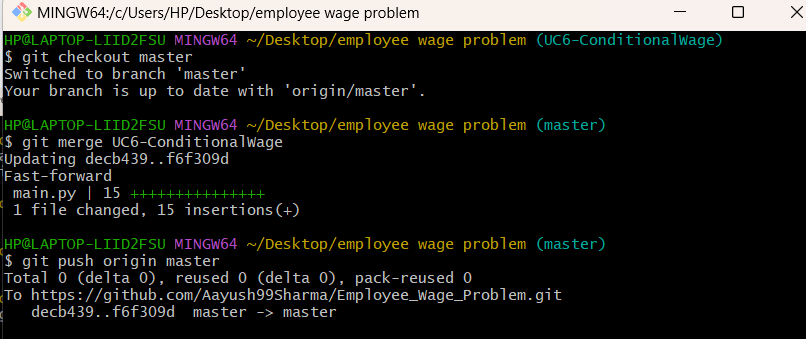 MINGW64:/c/Users/HP/Desktop/employee wage problem
HP@LAPTOP-LIID2FSU MINGW64 ~/Desktop/employee wage problem (UC6-ConditionalWage)
$ git checkout master
Switched to branch 'master'
Your branch is up to date with 'origin/master'.
HP@LAPTOP-LIID2FSU MINGW64 ~/Desktop/employee wage problem (master)
$ git merge UC6-ConditionalWage
Updating decb439..f6f309d
Fast-forward
 main.py | 15 +++++++++++++++
 1 file changed, 15 insertions(+)
HP@LAPTOP-LIID2FSU MINGW64 ~/Desktop/employee wage problem (master)
$ git push origin master
Total 0 (delta 0), reused 0 (delta 0), pack-reused 0
To https://github.com/Aayush99Sharma/Employee_Wage_Problem.git
   decb439..f6f309d  master -> master